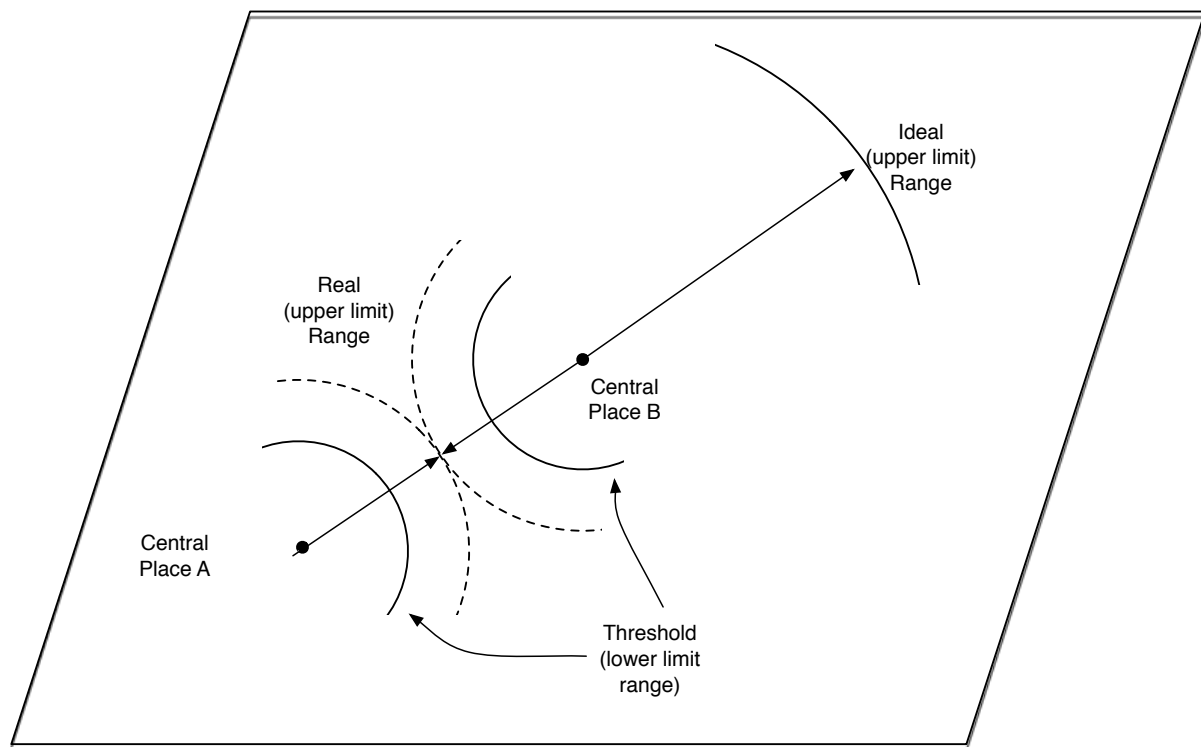 Ideal
(upper limit)
Range
Real
(upper limit)
Range
Central
Place B
Central
Place A
Threshold
(lower limit
range)